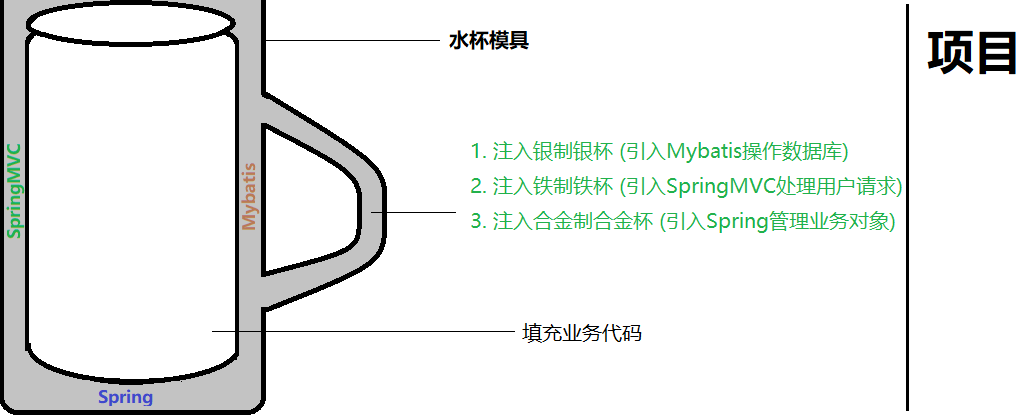 水杯模具
项目
1. 注入银制银杯 (引入Mybatis操作数据库)
2. 注入铁制铁杯 (引入SpringMVC处理用户请求)
3. 注入合金制合金杯 (引入Spring管理业务对象)
SpringMVC
Mybatis
填充业务代码
Spring